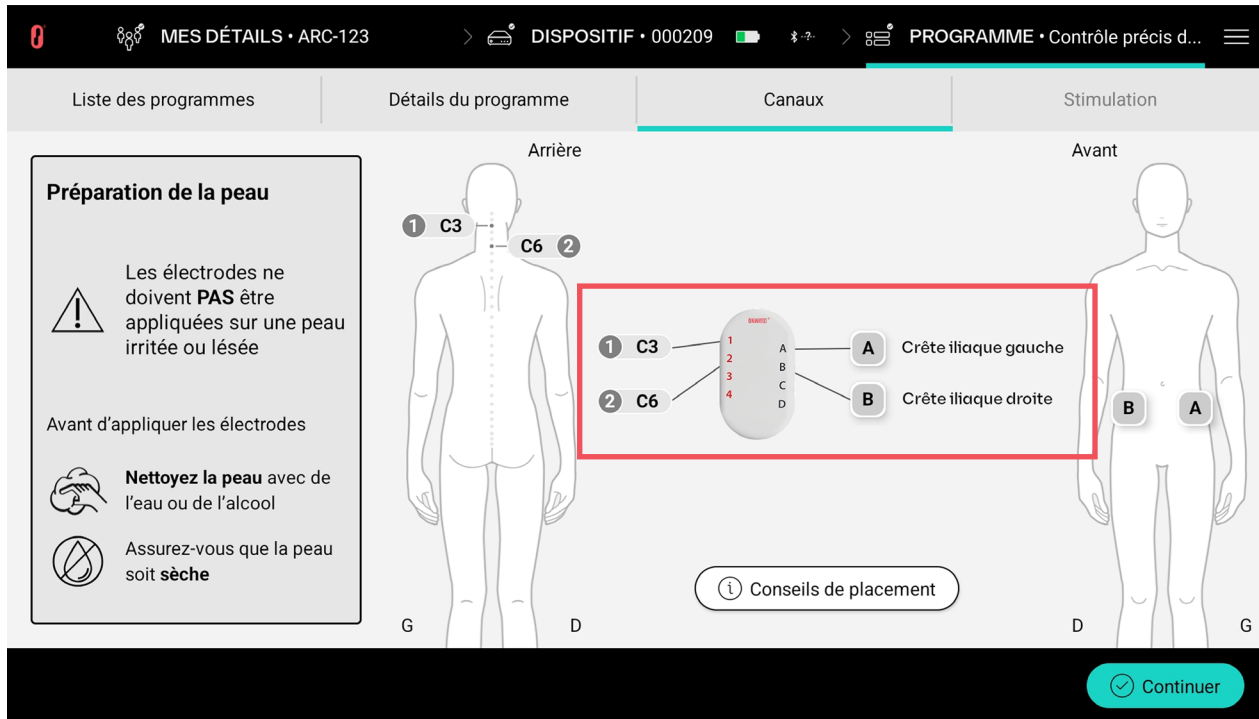 MES DÉTAILS • ARC-123
DISPOSITIF • 000209
-?-
PROGRAMME • Contrôle précis d...
Liste des programmes
Détails du programme
Canaux
Stimulation
Préparation de la peau
Les électrodes ne
doivent PAS être
appliquées sur une peau
irritée ou lésée
Avant d’appliquer les électrodes
Nettoyez la peau avec de
l’eau ou de l’alcool
Assurez-vous que la peau
soit sèche
Arrière
1 C3
C6 2
G
D
1 C3
2 C6
ONWARD
1
2
3
4
A
B
C
D
A Crête iliaque gauche
B Crête iliaque droite
i Conseils de placement
Avant
B
A
D
G
Continuer